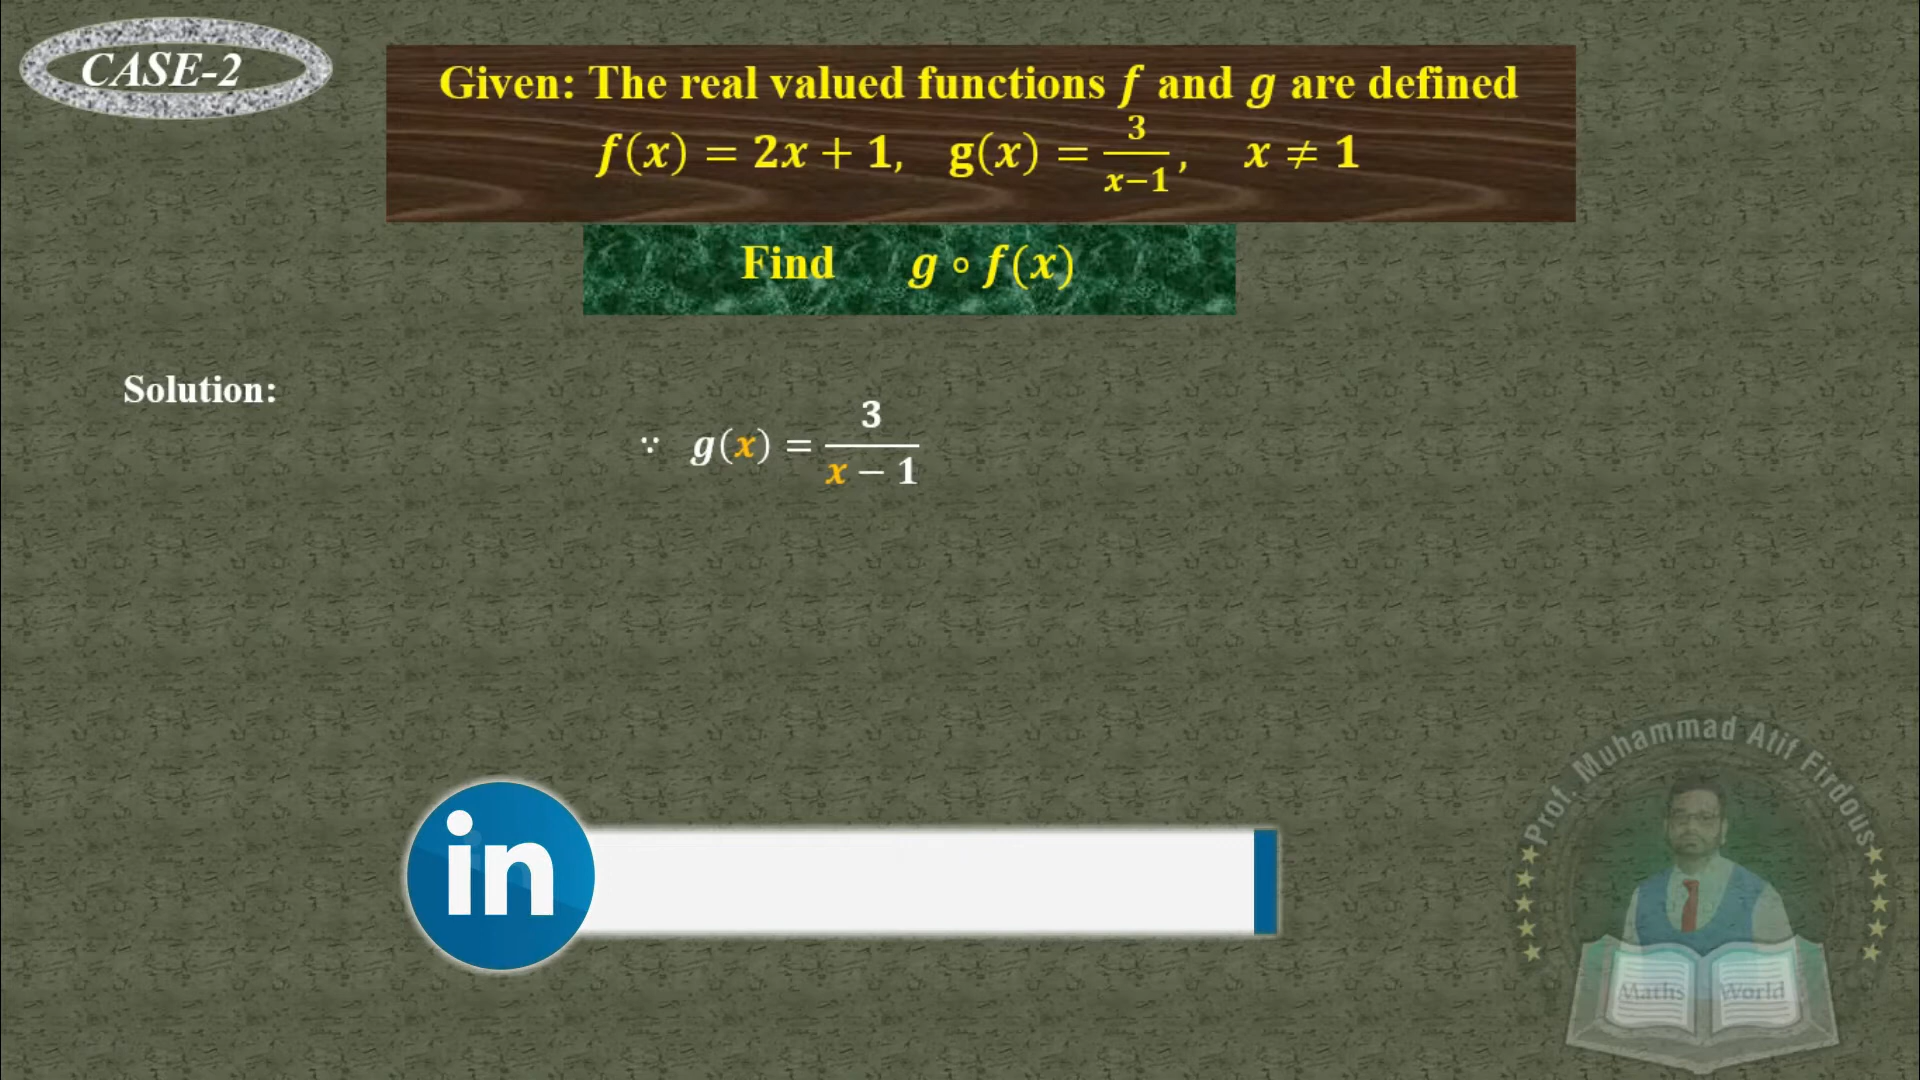 CASE-2
Given: The real valued functions f and g are defined
f(x) = 2x + 1, g(x) = 3/(x−1), x ≠ 1
Find g ∘ f(x)
Solution:
∵ g(x) = 3/(x − 1)
in
Prof. Muhammad Atif Firdous
Maths World